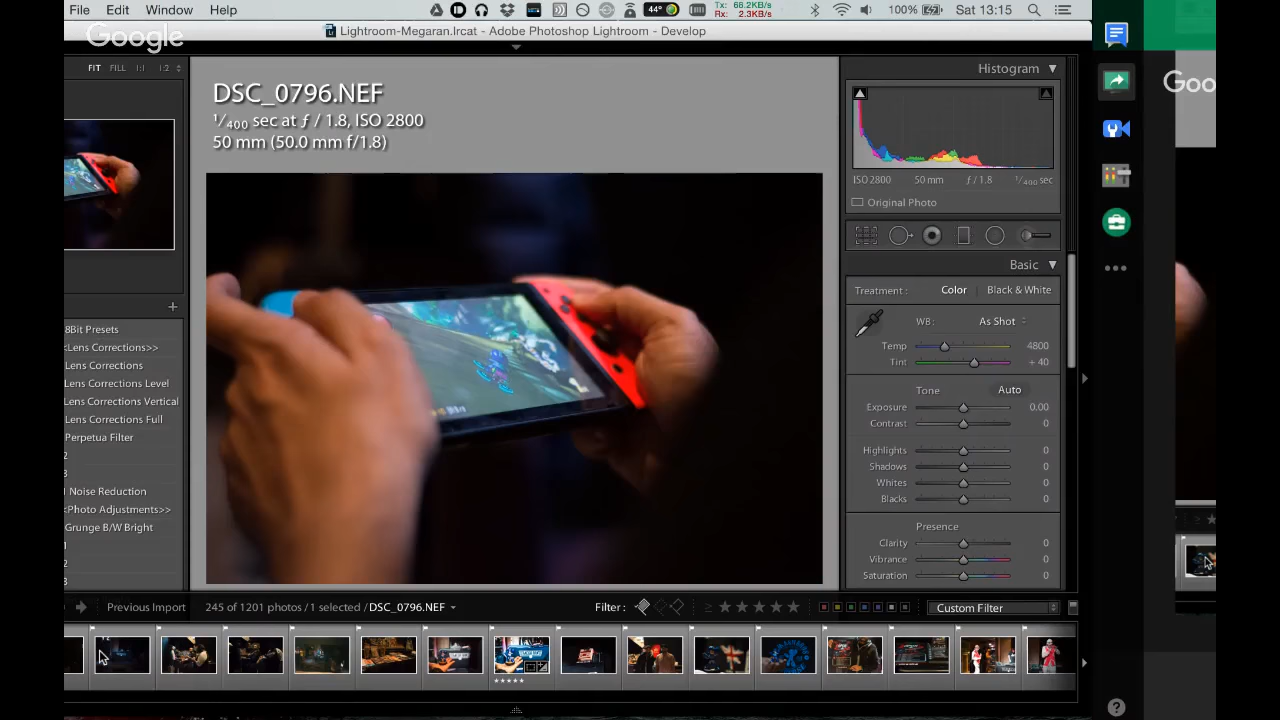 File Edit Window Help
44° Tx: 68.2KB/s Rx: 2.3KB/s 100% Sat 13:15
Google
Lightroom-Megaran.lrcat - Adobe Photoshop Lightroom - Develop
FIT FILL 1:1 1:2
DSC_0796.NEF
1/400 sec at ƒ / 1.8, ISO 2800
50 mm (50.0 mm f/1.8)
Histogram
ISO 2800 50 mm ƒ / 1.8 1/400 sec
Original Photo
Basic
Treatment : Color Black & White
WB: As Shot
Temp 4800
Tint + 40
Tone Auto
Exposure 0.00
Contrast 0
Highlights 0
Shadows 0
Whites 0
Blacks 0
Presence
Clarity 0
Vibrance 0
Saturation 0
8Bit Presets
<Lens Corrections>>
Lens Corrections
Lens Corrections Level
Lens Corrections Vertical
Lens Corrections Full
Perpetua Filter
2
3
Noise Reduction
<Photo Adjustments>>
Grunge B/W Bright
1
2
3
Previous Import 245 of 1201 photos / 1 selected / DSC_0796.NEF Filter : ≥ Custom Filter
Goo